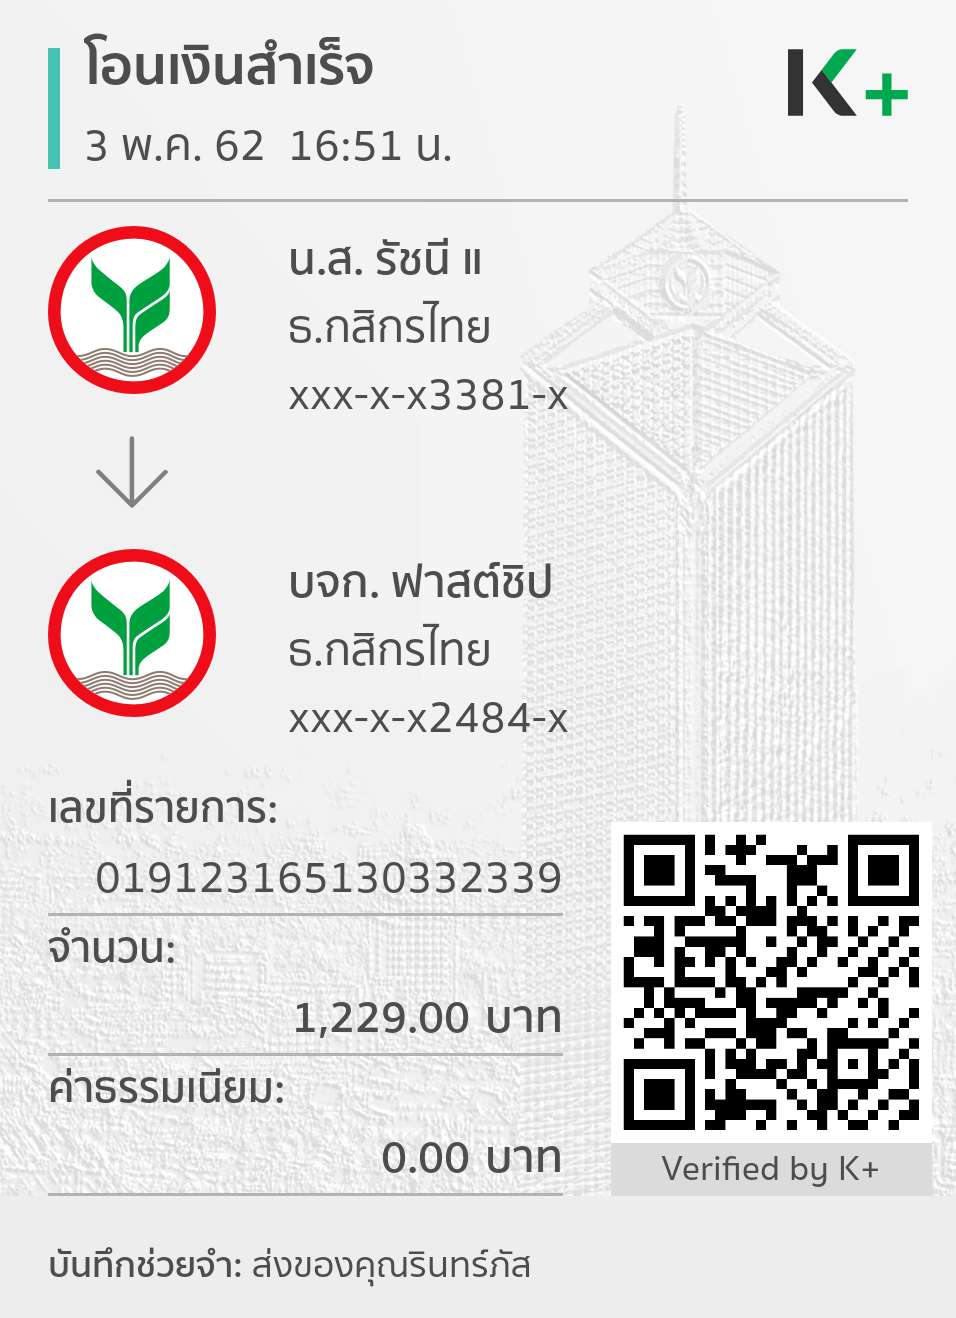 โอนเงินสำเร็จ
3 พ.ค. 62  16:51 น.
K+
น.ส. รัชนี แ
ธ.กสิกรไทย
xxx-x-x3381-x
บจก. ฟาสต์ชิป
ธ.กสิกรไทย
xxx-x-x2484-x
เลขที่รายการ:
019123165130332339
จำนวน:
1,229.00 บาท
ค่าธรรมเนียม:
0.00 บาท
Verified by K+
บันทึกช่วยจำ: ส่งของคุณรินทร์ภัส